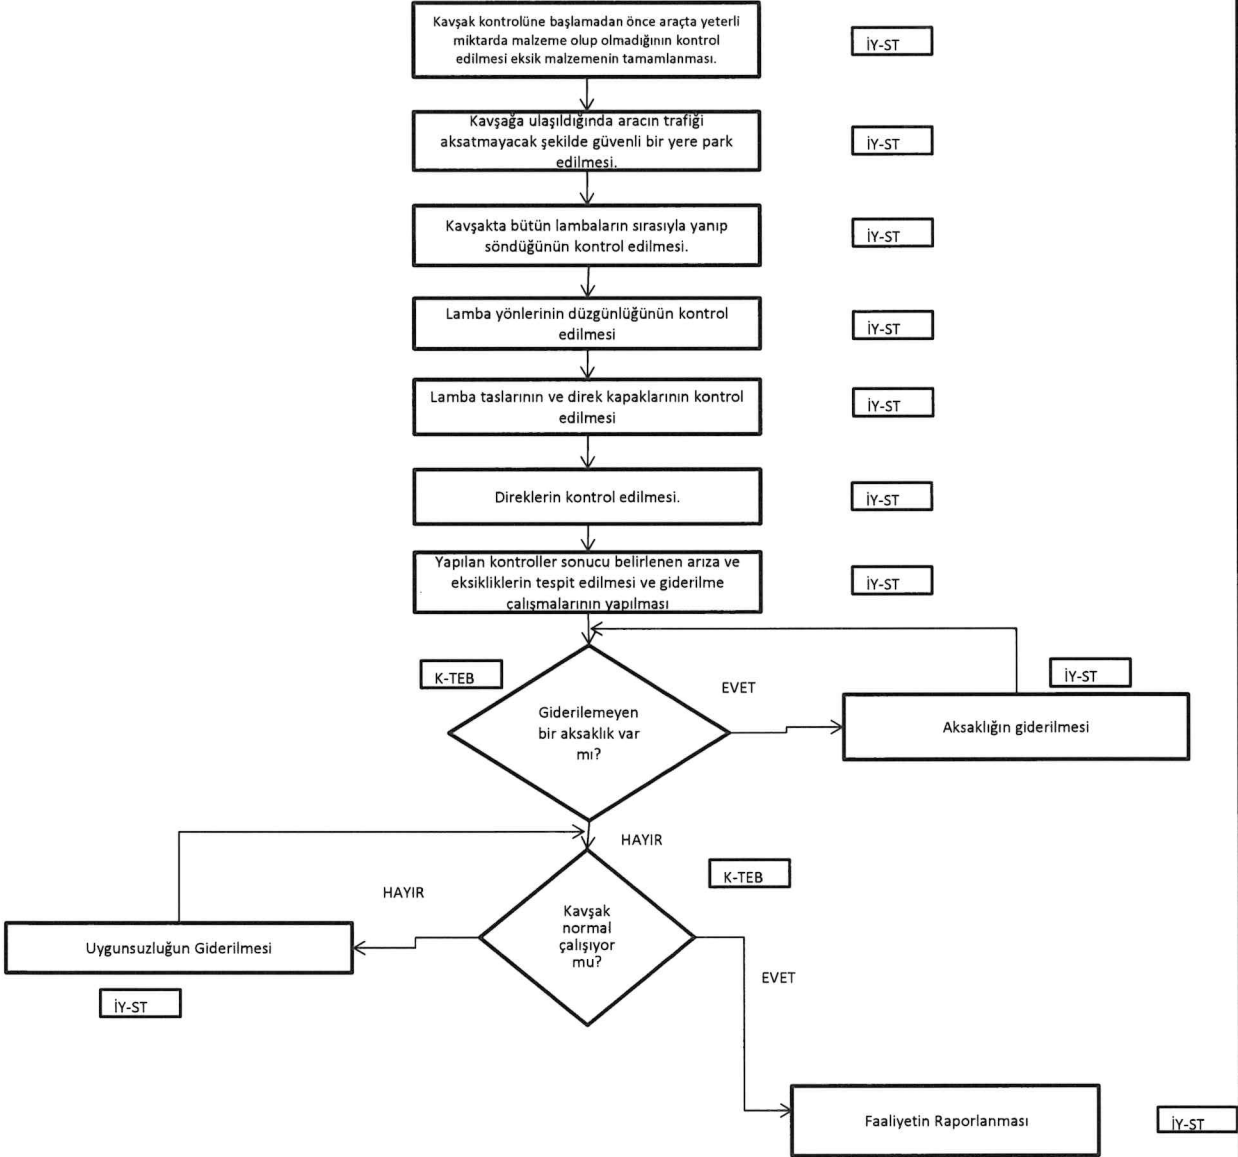 Kavşak kontrolüne başlamadan önce araçta yeterli
miktarda malzeme olup olmadığının kontrol
edilmesi eksik malzemenin tamamlanması.
İY-ST
Kavşağa ulaşıldığında aracın trafiği
aksatmayacak şekilde güvenli bir yere park
edilmesi.
İY-ST
Kavşakta bütün lambaların sırasıyla yanıp
söndüğünün kontrol edilmesi.
İY-ST
Lamba yönlerinin düzgünlüğünün kontrol
edilmesi
İY-ST
Lamba taslarının ve direk kapaklarının kontrol
edilmesi
İY-ST
Direklerin kontrol edilmesi.
İY-ST
Yapılan kontroller sonucu belirlenen arıza ve
eksikliklerin tespit edilmesi ve giderilme
çalışmalarının yapılması
İY-ST
K-TEB
Giderilemeyen
bir aksaklık var
mı?
EVET
İY-ST
Aksaklığın giderilmesi
HAYIR
K-TEB
HAYIR
Kavşak
normal
çalışıyor
mu?
Uygunsuzluğun Giderilmesi
İY-ST
EVET
Faaliyetin Raporlanması
İY-ST